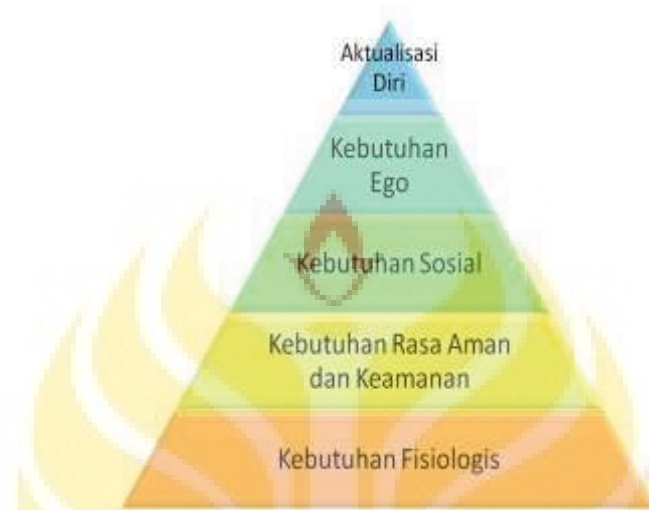 Aktualisasi
Diri
Kebutuhan
Ego
Kebutuhan Sosial
Kebutuhan Rasa Aman
dan Keamanan
Kebutuhan Fisiologis